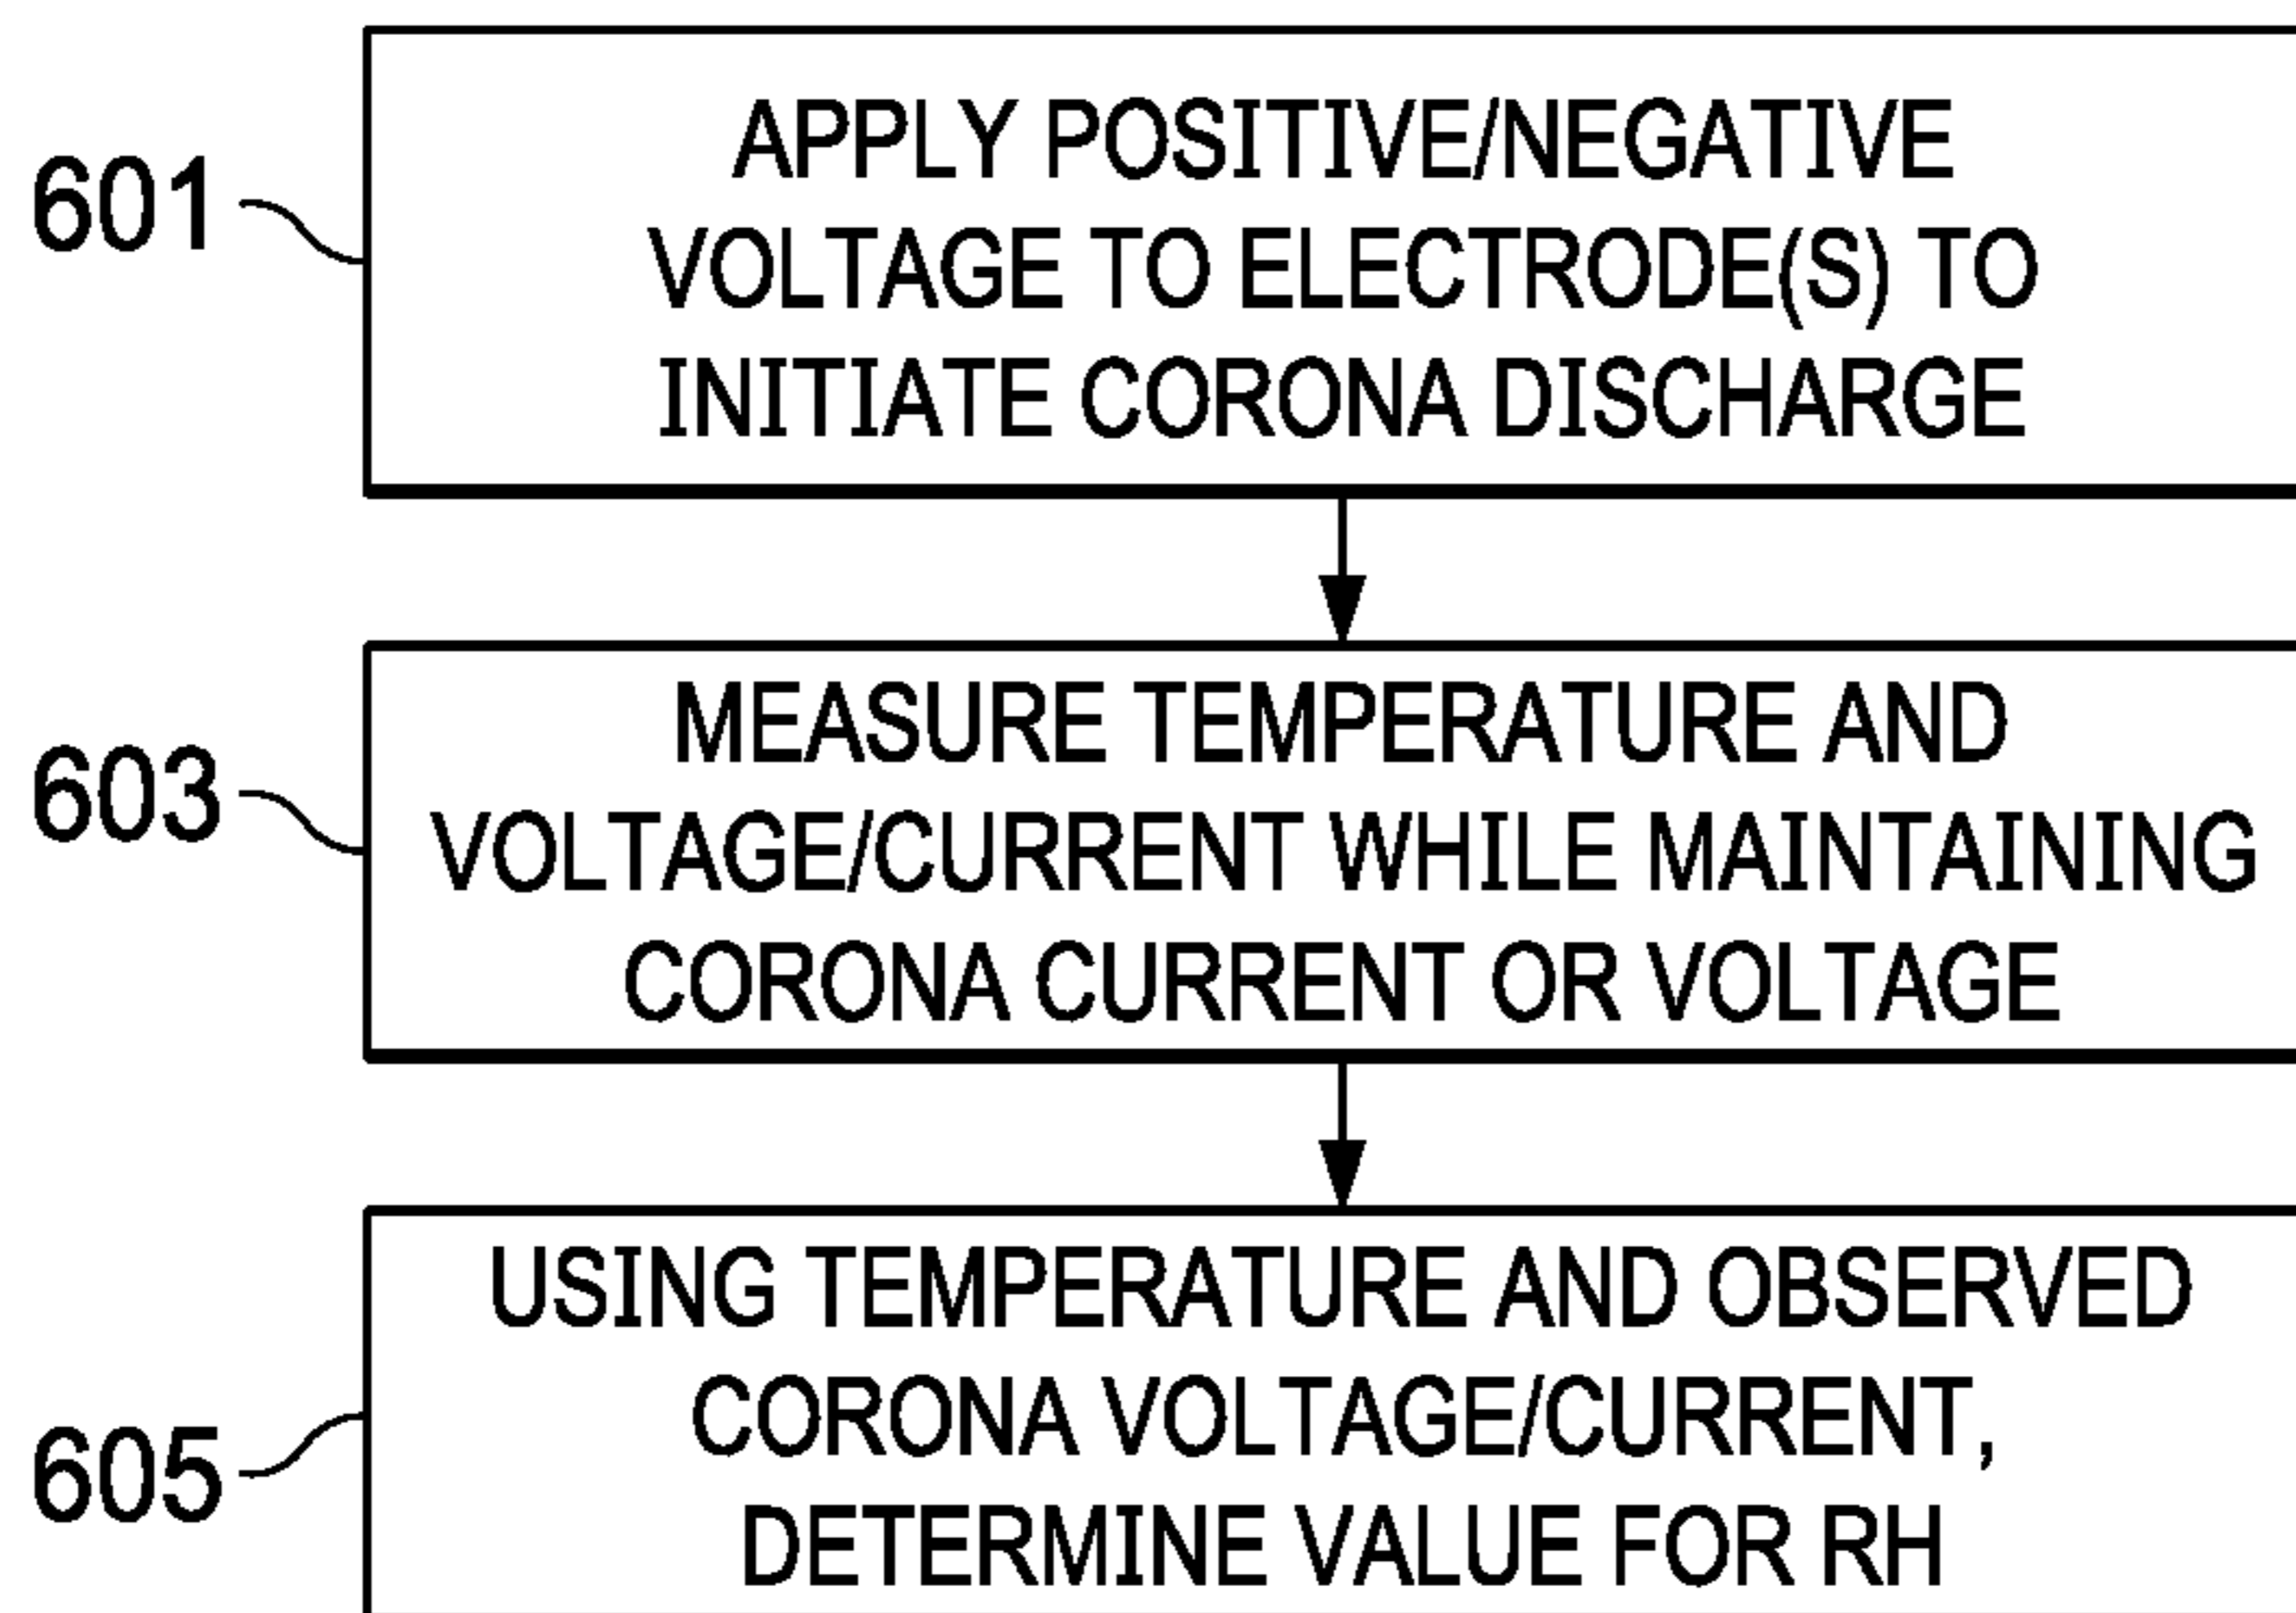 601
APPLY POSITIVE/NEGATIVE
VOLTAGE TO ELECTRODE(S) TO
INITIATE CORONA DISCHARGE
603
MEASURE TEMPERATURE AND
VOLTAGE/CURRENT WHILE MAINTAINING
CORONA CURRENT OR VOLTAGE
605
USING TEMPERATURE AND OBSERVED
CORONA VOLTAGE/CURRENT,
DETERMINE VALUE FOR RH